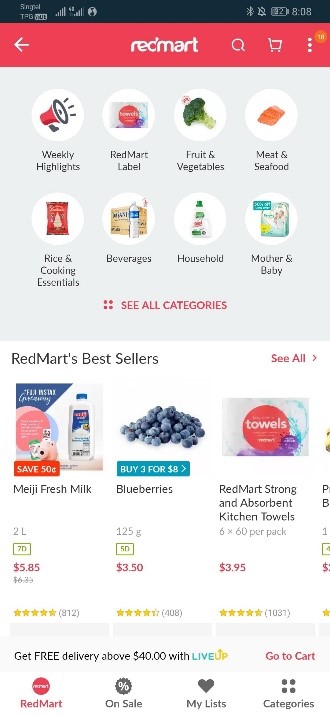 Singtel
TPG VoLTE
8:08
redmart
18
Weekly
Highlights
RedMart
Label
Fruit &
Vegetables
Meat &
Seafood
Rice &
Cooking
Essentials
Beverages
Household
Mother &
Baby
SEE ALL CATEGORIES
RedMart's Best Sellers
See All >
FUJI INSTAX
Giveaway
towels
SAVE 50¢
BUY 3 FOR $8 >
Meiji Fresh Milk
Blueberries
RedMart Strong
and Absorbent
Kitchen Towels
2 L
125 g
6 × 60 per pack
7D
5D
$5.85
$3.50
$3.95
$6.35
(812)
(408)
(1031)
Get FREE delivery above $40.00 with LIVEUP
Go to Cart
RedMart
On Sale
My Lists
Categories